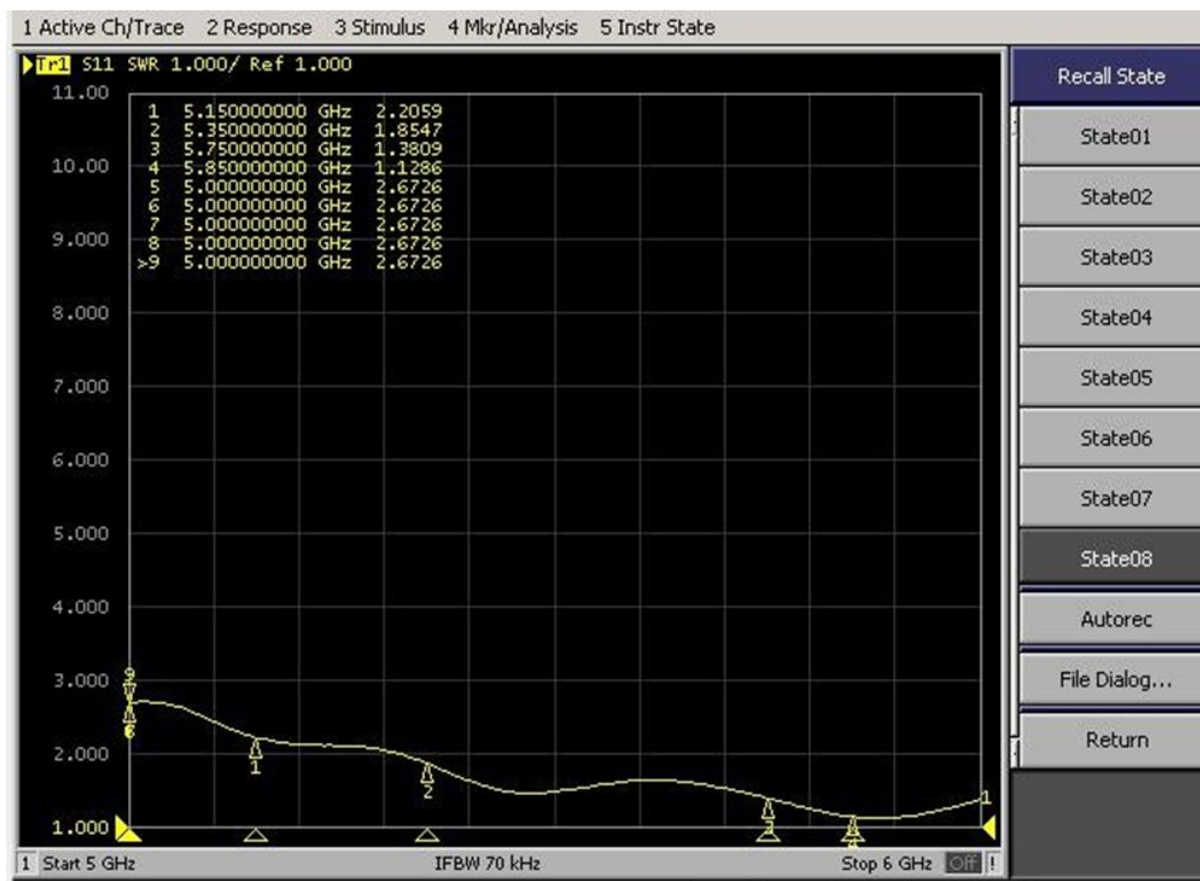 1 Active Ch/Trace 2 Response 3 Stimulus 4 Mkr/Analysis 5 Instr State
Tr1 S11 SWR 1.000/ Ref 1.000
Recall State
11.00
1 5.150000000 GHz 2.2059
2 5.350000000 GHz 1.8547
3 5.750000000 GHz 1.3809
4 5.850000000 GHz 1.1286
5 5.000000000 GHz 2.6726
6 5.000000000 GHz 2.6726
7 5.000000000 GHz 2.6726
8 5.000000000 GHz 2.6726
>9 5.000000000 GHz 2.6726
10.00
9.000
8.000
7.000
6.000
5.000
4.000
3.000
2.000
1.000
9
1
2
3
1
State01
State02
State03
State04
State05
State06
State07
State08
Autorec
File Dialog...
Return
1 Start 5 GHz IFBW 70 kHz Stop 6 GHz Off !